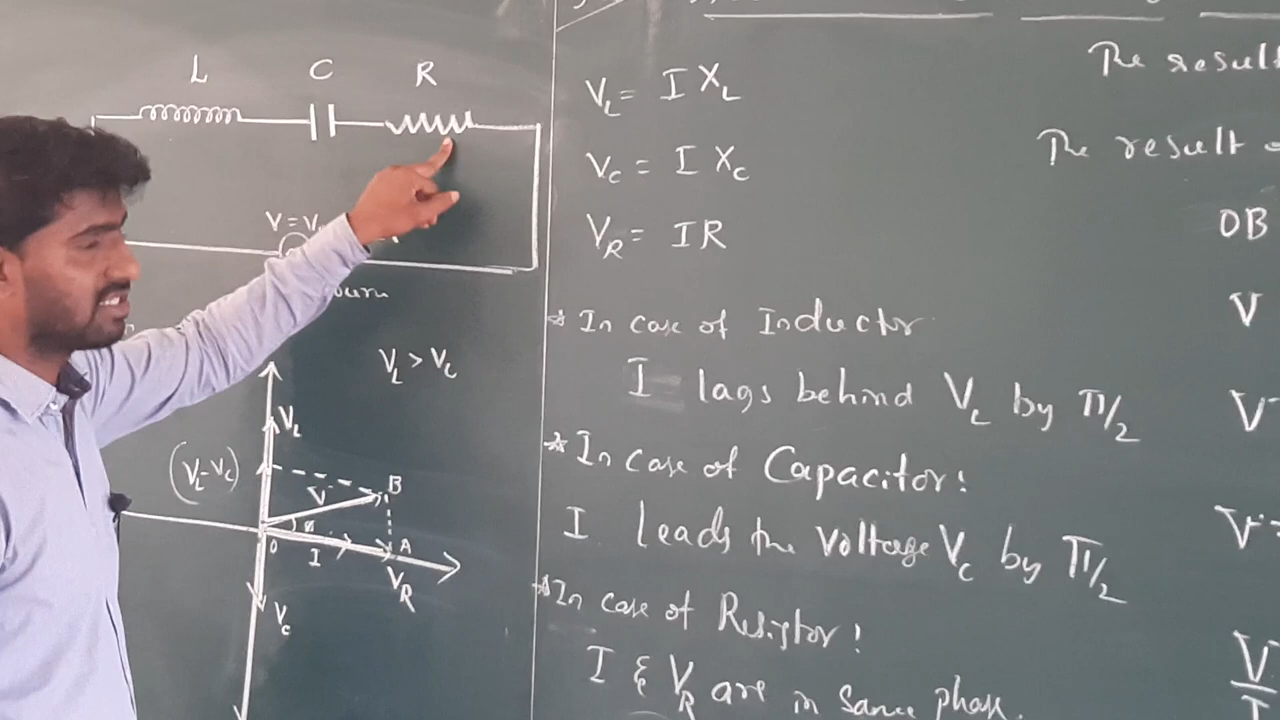 L C R
V = V
V_L > V_C
V_L
(V_L - V_C)
V
B
ϕ
O
I
A
V_R
V_C
V_L = I X_L
V_C = I X_C
V_R = IR
* In case of Inductor
I lags behind V_L by π/2
* In case of Capacitor!
I Leads the Voltage V_C by π/2
* In case of Resistor!
I & V_R are in Same phase.
The result
The result
OB
V
V
V
V
I